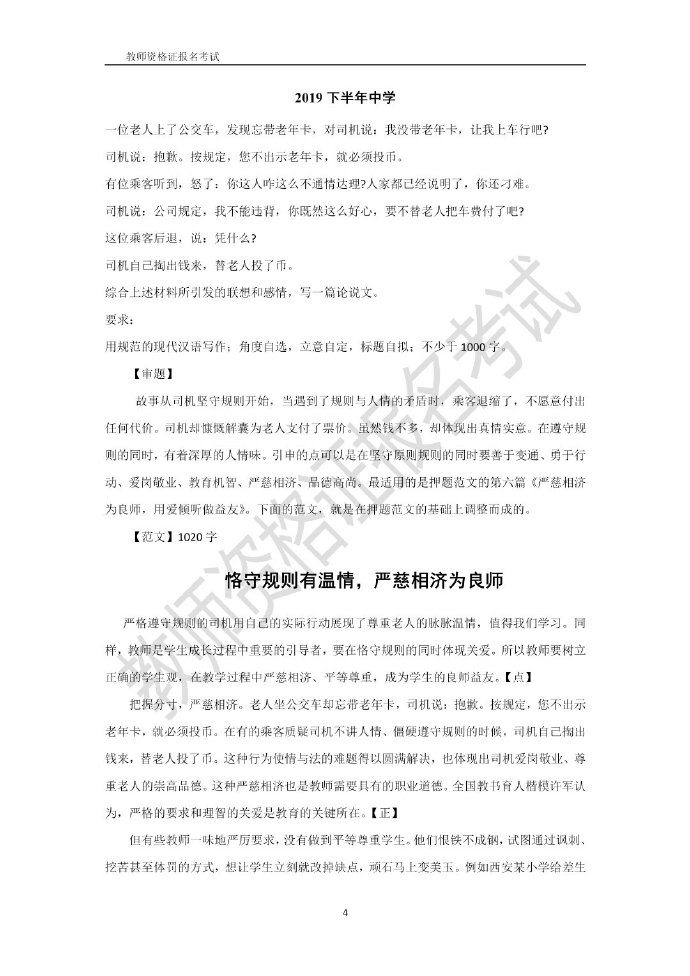 教师资格证报名考试
2019 下半年中学
一位老人上了公交车，发现忘带老年卡，对司机说：我没带老年卡，让我上车行吧?
司机说：抱歉。按规定，您不出示老年卡，就必须投币。
有位乘客听到，怒了：你这人咋这么不通情达理?人家都已经说明了，你还刁难。
司机说：公司规定，我不能违背，你既然这么好心，要不替老人把车费付了吧?
这位乘客后退，说：凭什么?
司机自己掏出钱来，替老人投了币。
综合上述材料所引发的联想和感情，写一篇论说文。
要求：
用规范的现代汉语写作；角度自选，立意自定，标题自拟；不少于 1000 字。
【审题】
故事从司机坚守规则开始，当遇到了规则与人情的矛盾时，乘客退缩了，不愿意付出
任何代价。司机却慷慨解囊为老人支付了票价。虽然钱不多，却体现出真情实意。在遵守规
则的同时，有着深厚的人情味。引申的点可以是在坚守原则规则的同时要善于变通、勇于行
动、爱岗敬业、教育机智、严慈相济、品德高尚。最适用的是押题范文的第六篇《严慈相济
为良师，用爱倾听做益友》。下面的范文，就是在押题范文的基础上调整而成的。
【范文】1020 字
恪守规则有温情，严慈相济为良师
严格遵守规则的司机用自己的实际行动展现了尊重老人的脉脉温情，值得我们学习。同
样，教师是学生成长过程中重要的引导者，要在恪守规则的同时体现关爱。所以教师要树立
正确的学生观，在教学过程中严慈相济、平等尊重，成为学生的良师益友。【点】
把握分寸，严慈相济。老人坐公交车却忘带老年卡，司机说：抱歉。按规定，您不出示
老年卡，就必须投币。在有的乘客质疑司机不讲人情、僵硬遵守规则的时候，司机自己掏出
钱来，替老人投了币。这种行为使情与法的难题得以圆满解决，也体现出司机爱岗敬业、尊
重老人的崇高品德。这种严慈相济也是教师需要具有的职业道德。全国教书育人楷模许军认
为，严格的要求和理智的关爱是教育的关键所在。【正】
但有些教师一味地严厉要求，没有做到平等尊重学生。他们恨铁不成钢，试图通过讽刺、
挖苦甚至体罚的方式，想让学生立刻就改掉缺点，顽石马上变美玉。例如西安某小学给差生
4
教师资格证报名考试